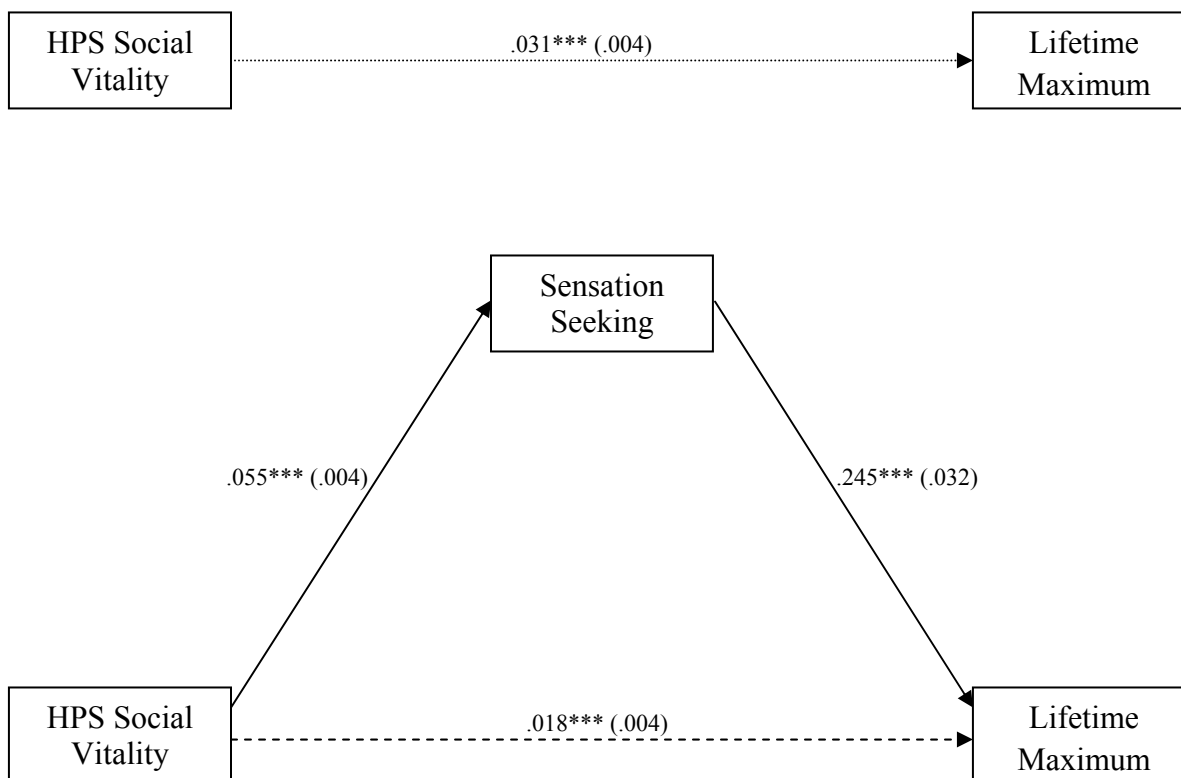 HPS Social
Vitality
.031*** (.004)
Lifetime
Maximum
Sensation
Seeking
.055*** (.004)
.245*** (.032)
HPS Social
Vitality
.018*** (.004)
Lifetime
Maximum